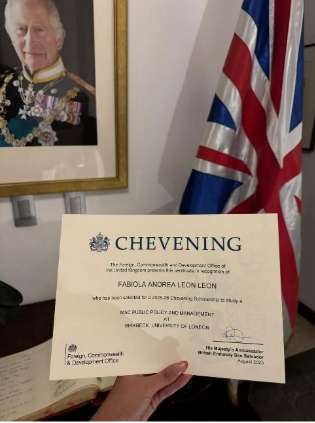 CHEVENING
The Foreign, Commonwealth and Development Office of
the United Kingdom presents this certificate in recognition of
FABIOLA ANDREA LEON LEON
who has been selected for a 2025-26 Chevening Scholarship to study a
MSC PUBLIC POLICY AND MANAGEMENT
AT
BIRKBECK, UNIVERSITY OF LONDON
Foreign, Commonwealth
& Development Office
His Majesty's Ambassador
British Embassy San Salvador
August 2025